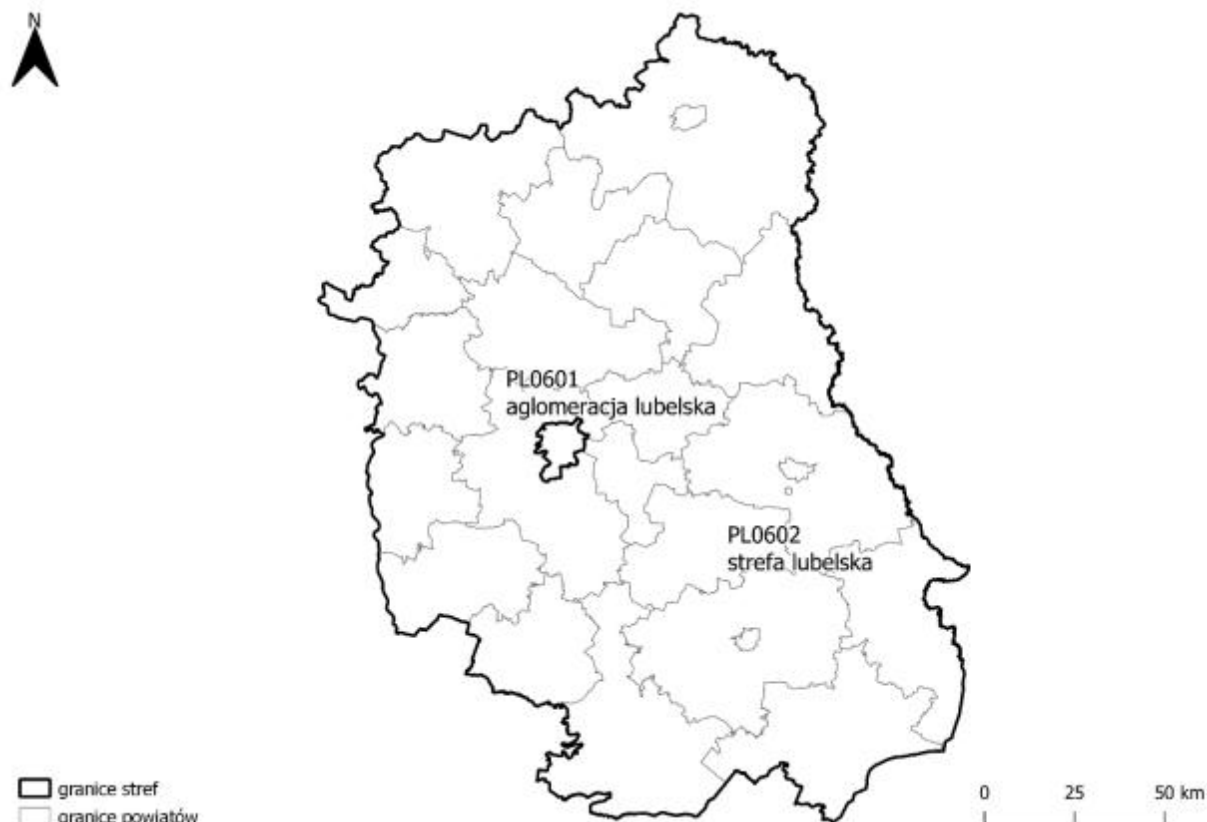 N
PL0601
aglomeracja lubelska
PL0602
strefa lubelska
granice stref
granice powiatów
0 25 50 km